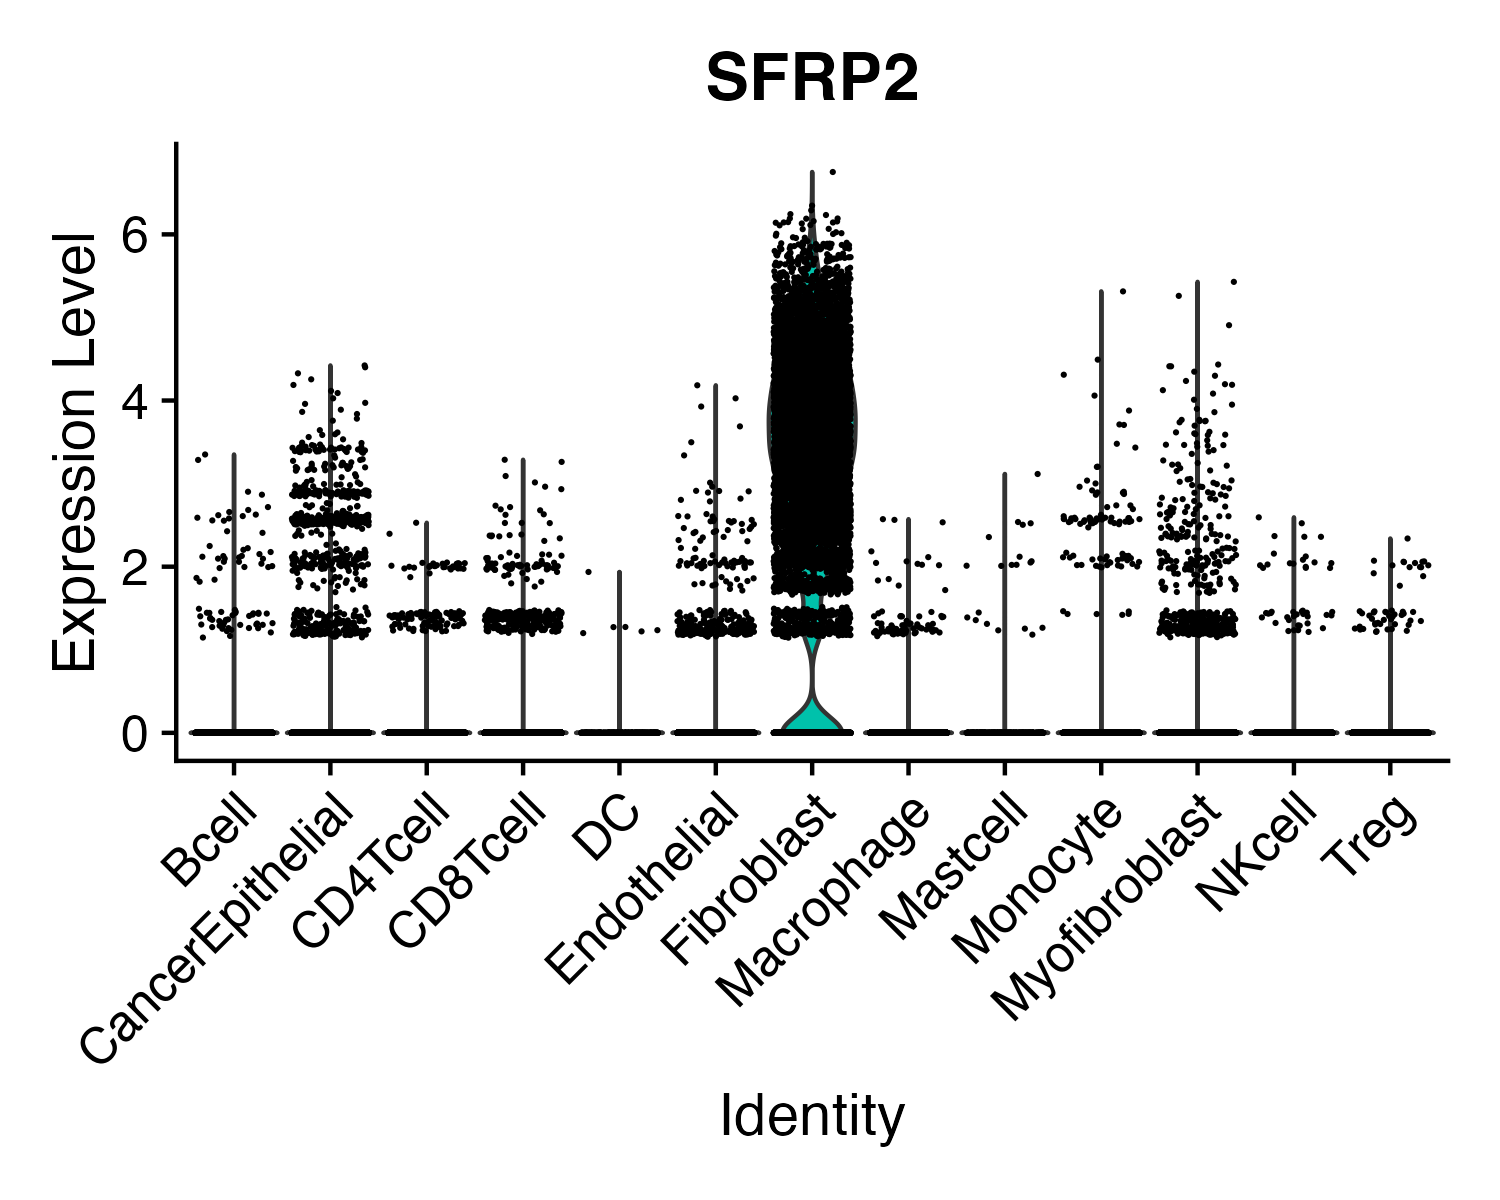 SFRP2
Expression Level
6
4
2
0
Bcell
CancerEpithelial
CD4Tcell
CD8Tcell
DC
Endothelial
Fibroblast
Macrophage
Mastcell
Monocyte
Myofibroblast
NKcell
Treg
Identity